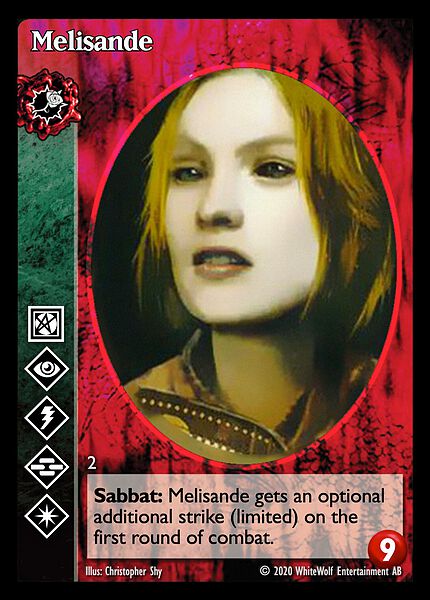 Melisande
2
Sabbat: Melisande gets an optional
additional strike (limited) on the
first round of combat.
9
Illus: Christopher Shy © 2020 WhiteWolf Entertainment AB